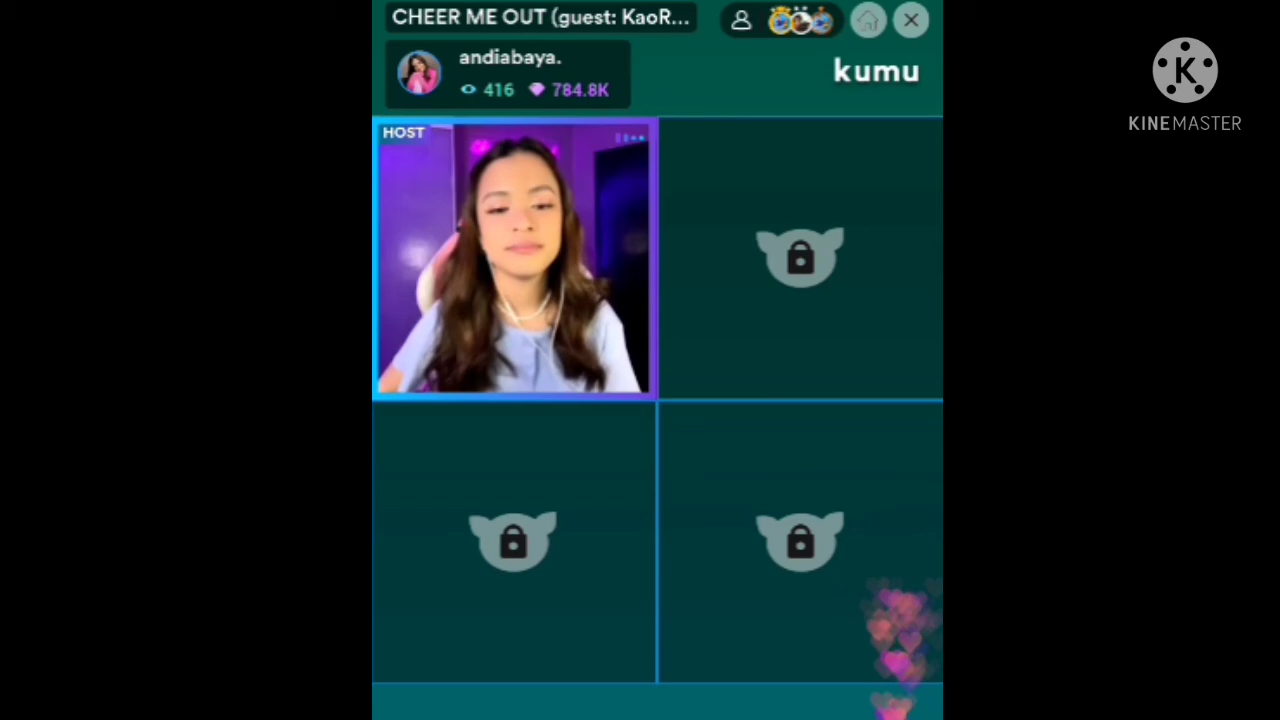 CHEER ME OUT (guest: KaoR...
andiabaya.
416 784.8K
kumu
HOST
K
KINEMASTER